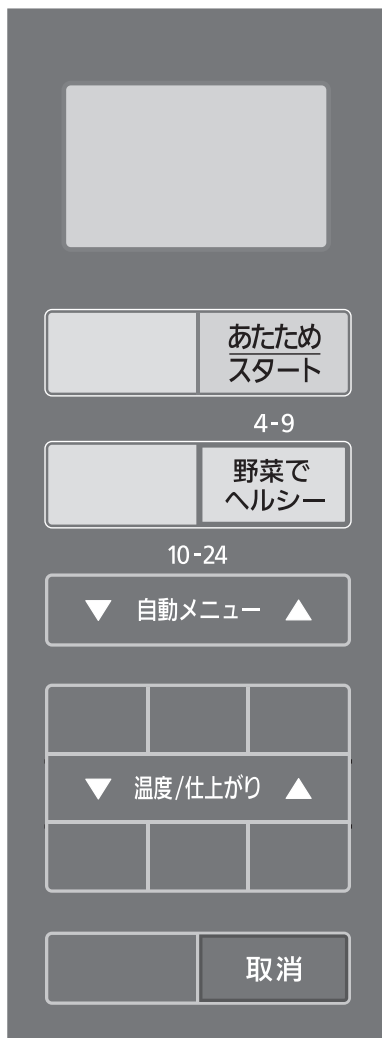 あたため
スタート
4-9
野菜で
ヘルシー
10-24
▼ 自動メニュー ▲
▼ 温度/仕上がり ▲
取消